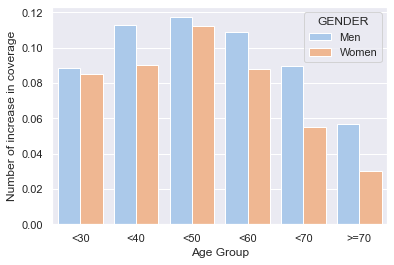 0.12
0.10
0.08
0.06
0.04
0.02
0.00
Number of increase in coverage
GENDER
Men
Women
<30
<40
<50
<60
<70
>=70
Age Group